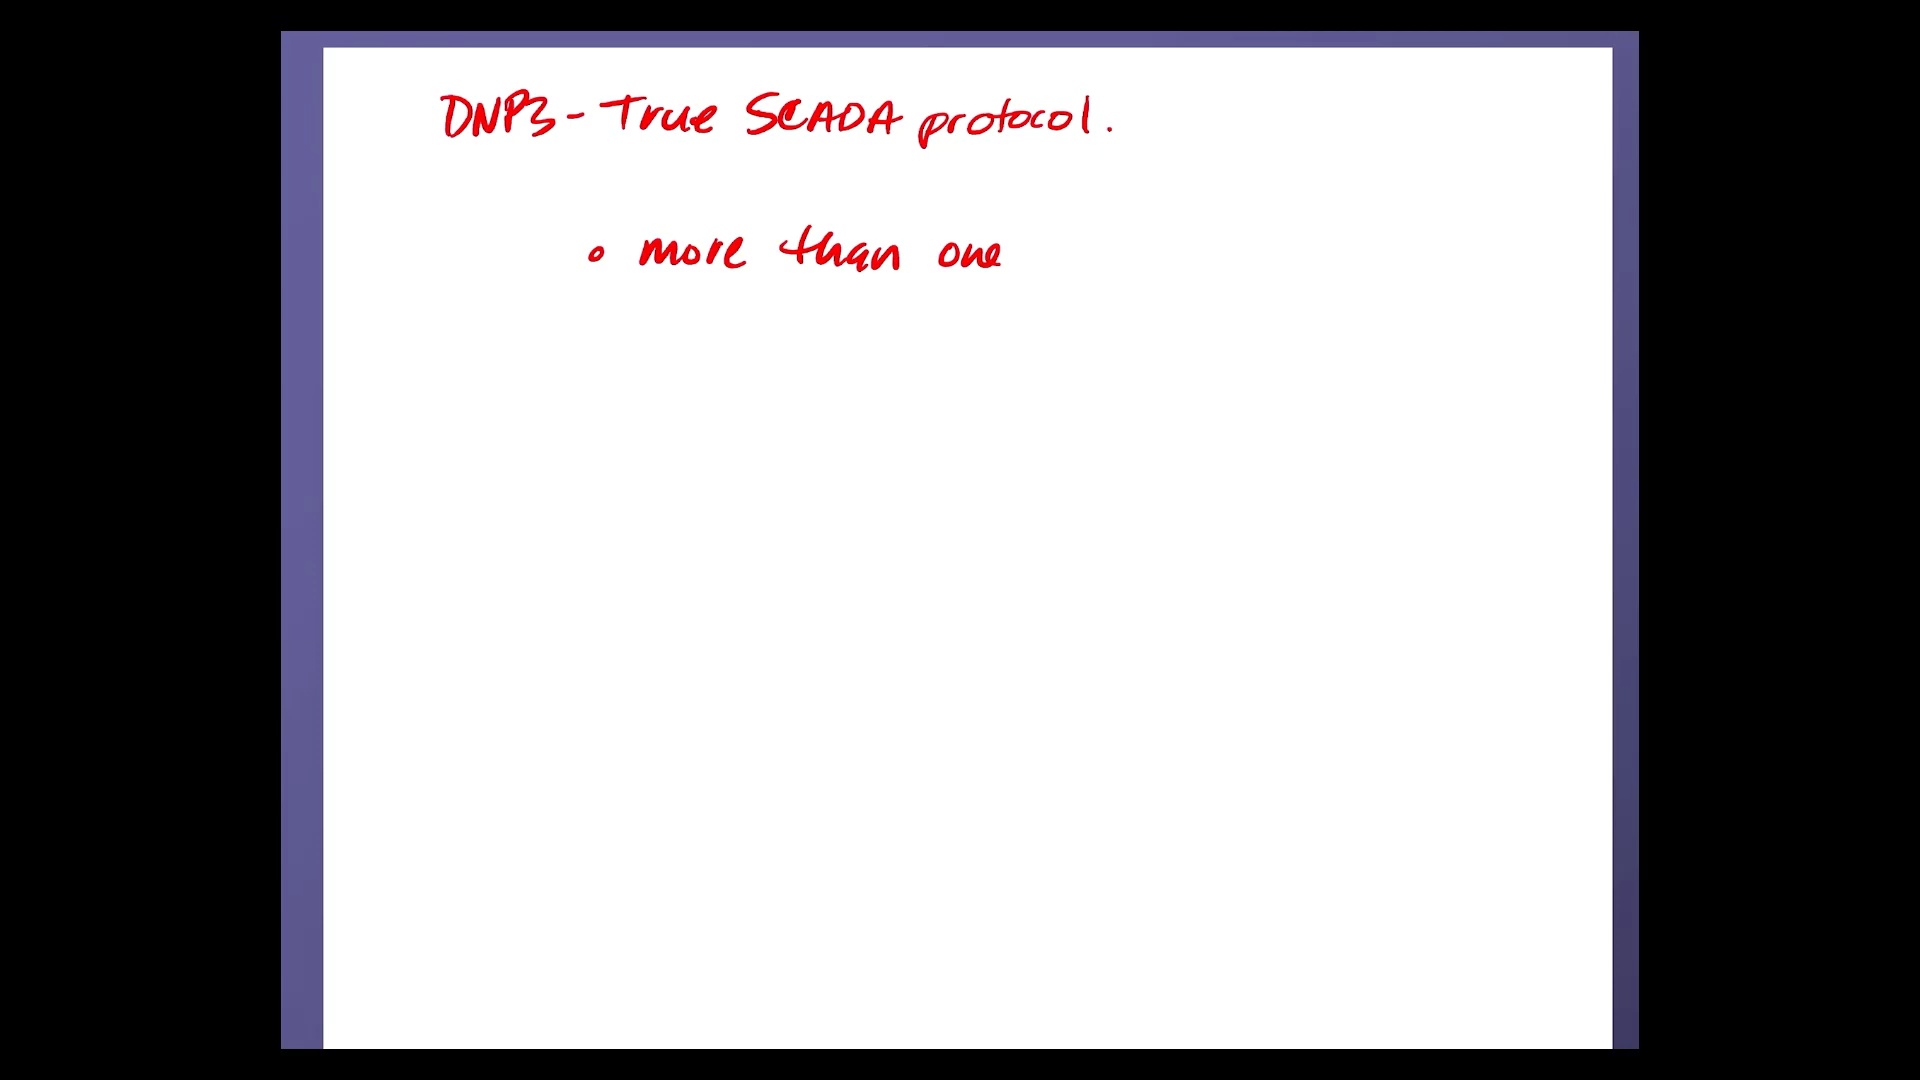 DNP3 - True SCADA protocol.
• more than one